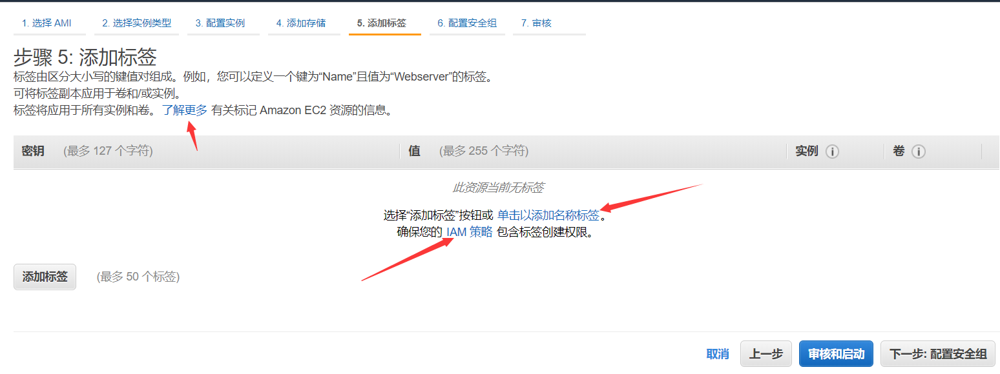 1. 选择 AMI 2. 选择实例类型 3. 配置实例 4. 添加存储 5. 添加标签 6. 配置安全组 7. 审核
步骤 5: 添加标签
标签由区分大小写的键值对组成。例如，您可以定义一个键为“Name”且值为“Webserver”的标签。
可将标签副本应用于卷和/或实例。
标签将应用于所有实例和卷。 了解更多 有关标记 Amazon EC2 资源的信息。
密钥 (最多 127 个字符) 值 (最多 255 个字符) 实例 卷
此资源当前无标签
选择“添加标签”按钮或 单击以添加名称标签。
确保您的 IAM 策略 包含标签创建权限。
添加标签 (最多 50 个标签)
取消 上一步 审核和启动 下一步: 配置安全组